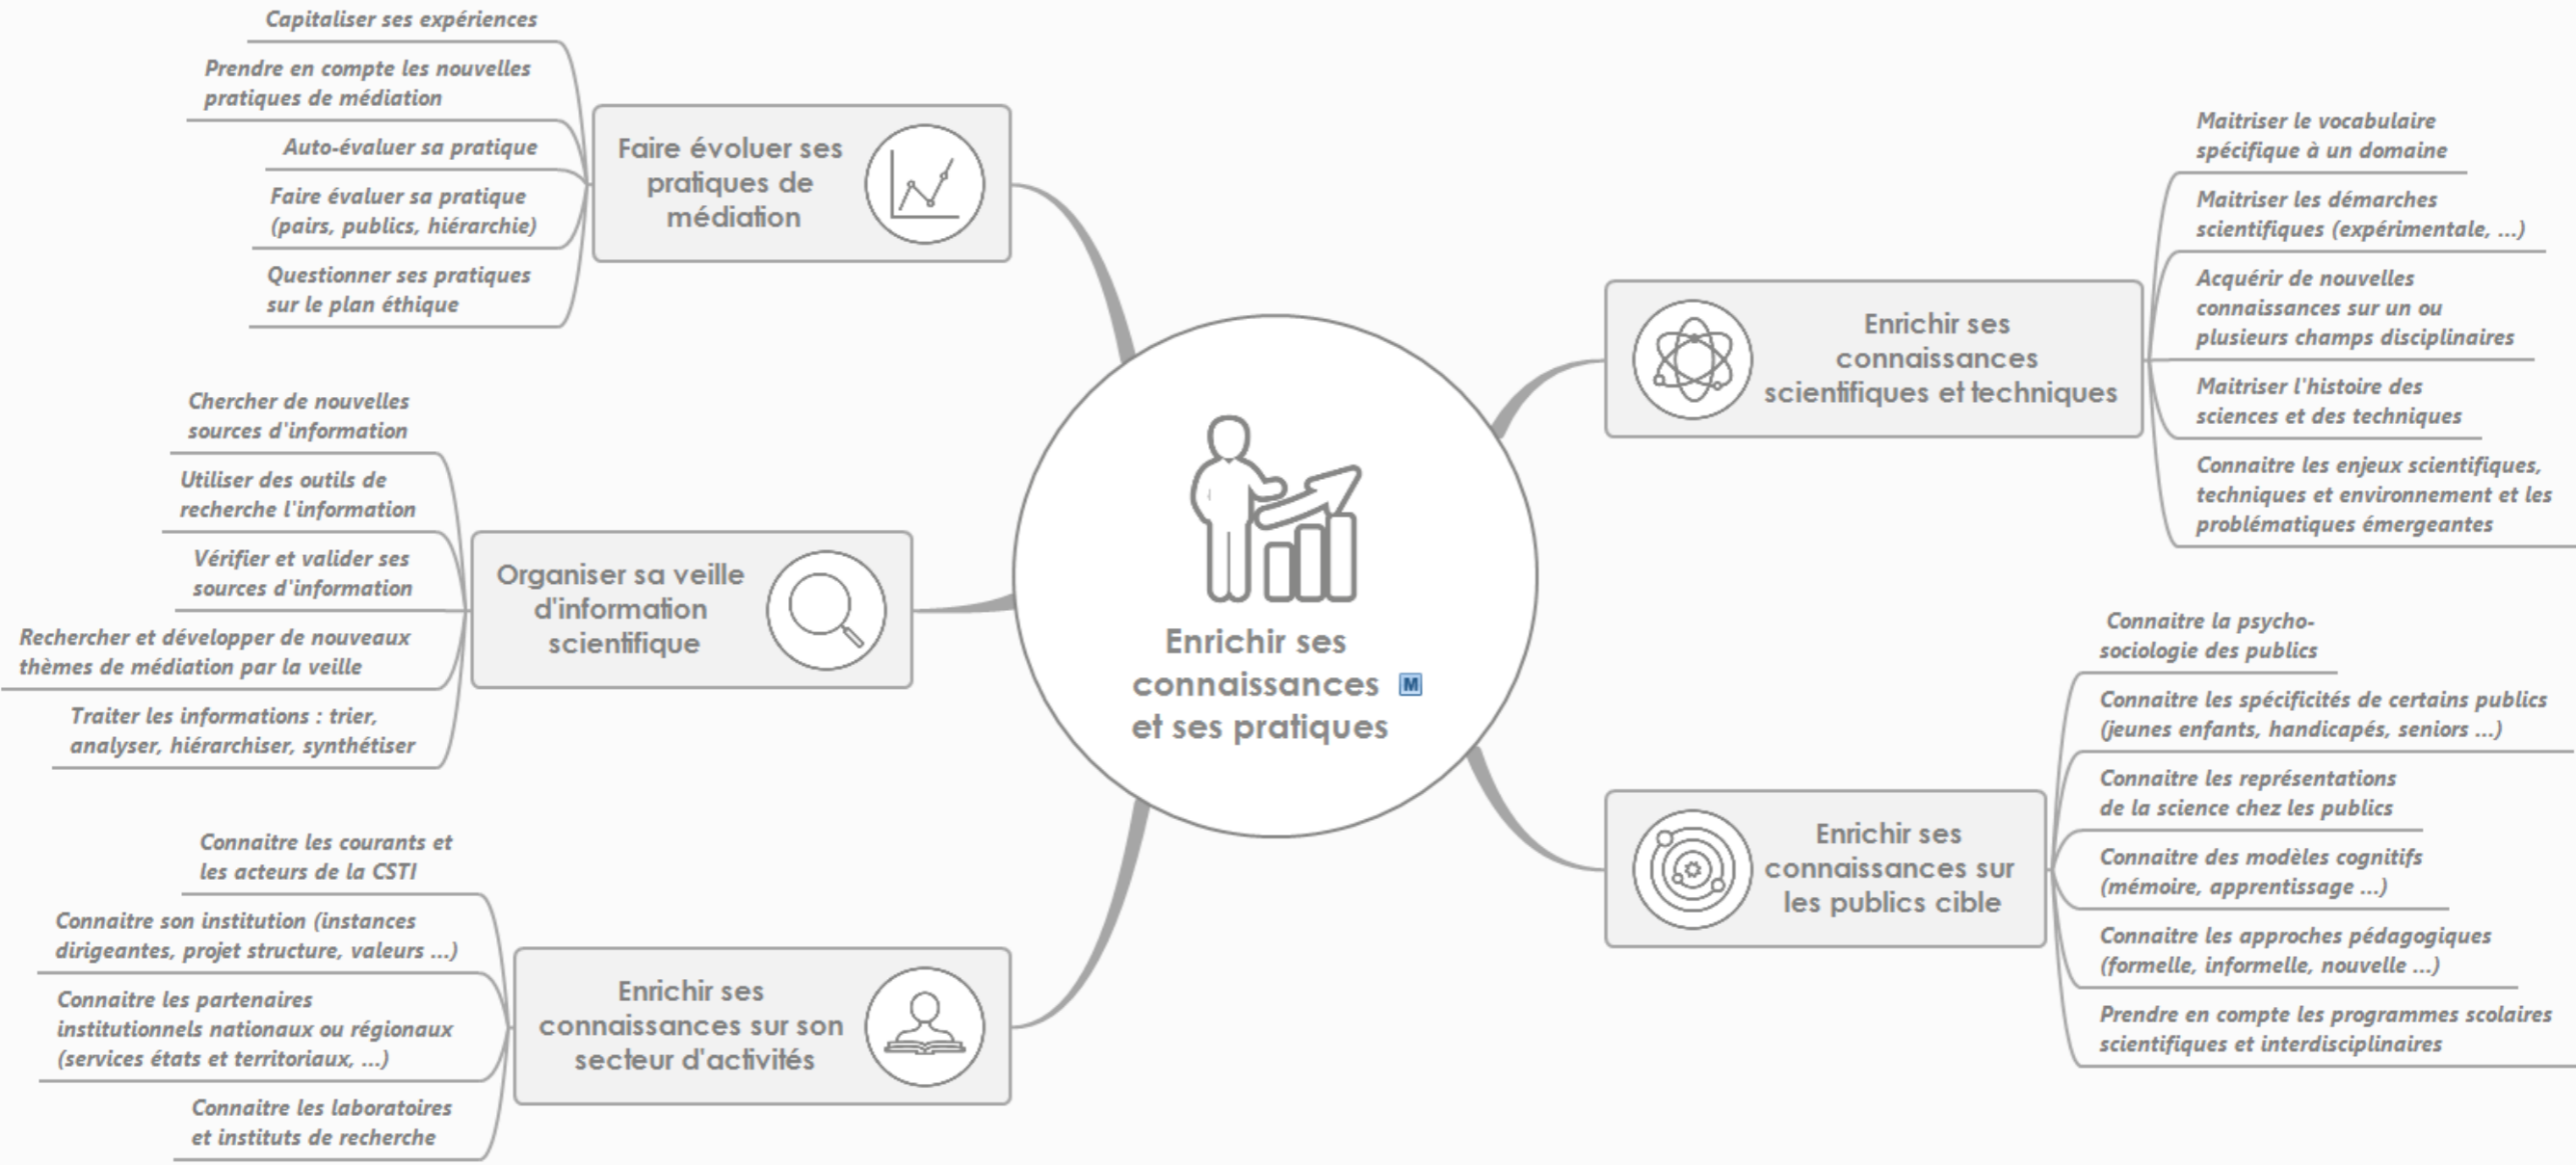 Capitaliser ses expériences
Prendre en compte les nouvelles
pratiques de médiation
Auto-évaluer sa pratique
Faire évaluer sa pratique
(pairs, publics, hiérarchie)
Questionner ses pratiques
sur le plan éthique
Faire évoluer ses
pratiques de
médiation
Chercher de nouvelles
sources d'information
Utiliser des outils de
recherche l'information
Vérifier et valider ses
sources d'information
Rechercher et développer de nouveaux
thèmes de médiation par la veille
Traiter les informations : trier,
analyser, hiérarchiser, synthétiser
Organiser sa veille
d'information
scientifique
Connaitre les courants et
les acteurs de la CSTI
Connaitre son institution (instances
dirigeantes, projet structure, valeurs ...)
Connaitre les partenaires
institutionnels nationaux ou régionaux
(services états et territoriaux, ...)
Connaitre les laboratoires
et instituts de recherche
Enrichir ses
connaissances sur son
secteur d'activités
Enrichir ses
connaissances M
et ses pratiques
Enrichir ses
connaissances
scientifiques et techniques
Maitriser le vocabulaire
spécifique à un domaine
Maitriser les démarches
scientifiques (expérimentale, ...)
Acquérir de nouvelles
connaissances sur un ou
plusieurs champs disciplinaires
Maitriser l'histoire des
sciences et des techniques
Connaitre les enjeux scientifiques,
techniques et environnement et les
problématiques émergeantes
Enrichir ses
connaissances sur
les publics cible
Connaitre la psycho-
sociologie des publics
Connaitre les spécificités de certains publics
(jeunes enfants, handicapés, seniors ...)
Connaitre les représentations
de la science chez les publics
Connaitre des modèles cognitifs
(mémoire, apprentissage ...)
Connaitre les approches pédagogiques
(formelle, informelle, nouvelle ...)
Prendre en compte les programmes scolaires
scientifiques et interdisciplinaires